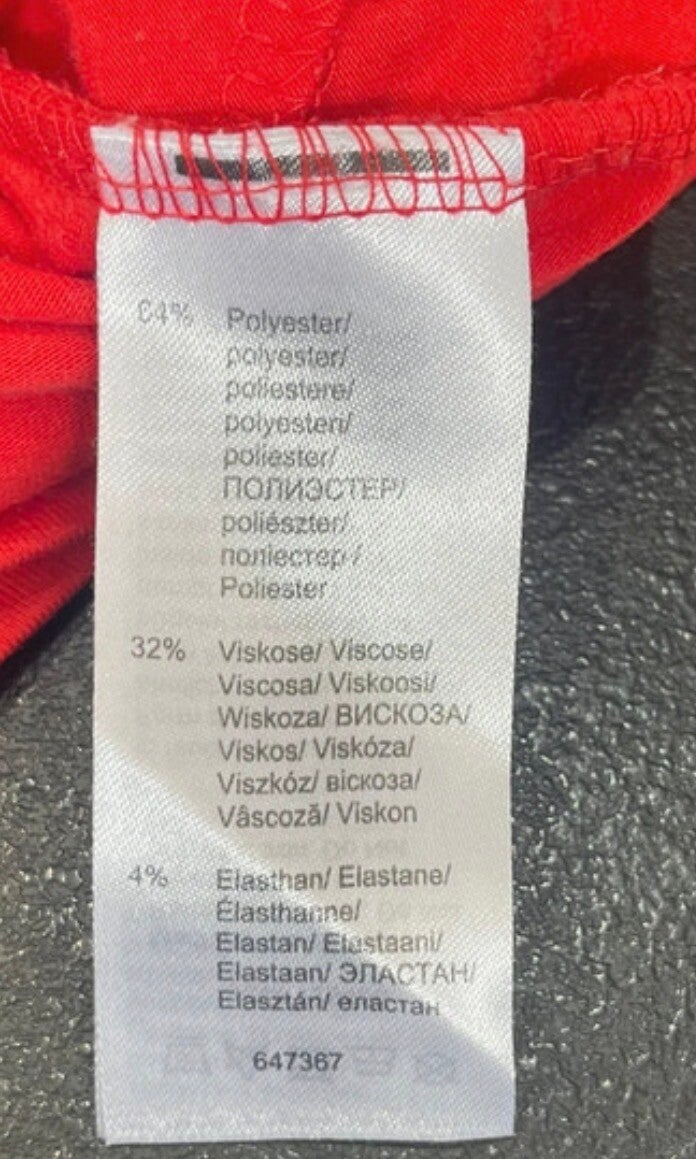 64% Polyester/
polyester/
poliestere/
polyesteri/
poliester/
ПОЛИЭСТЕР/
poliészter/
поліестер /
Poliester
32% Viskose/ Viscose/
Viscosa/ Viskoosi/
Wiskoza/ ВИСКОЗА/
Viskos/ Viskóza/
Viszkóz/ віскоза/
Vâscoză/ Viskon
4% Elasthan/ Elastane/
Élasthanne/
Elastan/ Elastaani/
Elastaan/ ЭЛАСТАН/
Elasztán/ еластан
647367